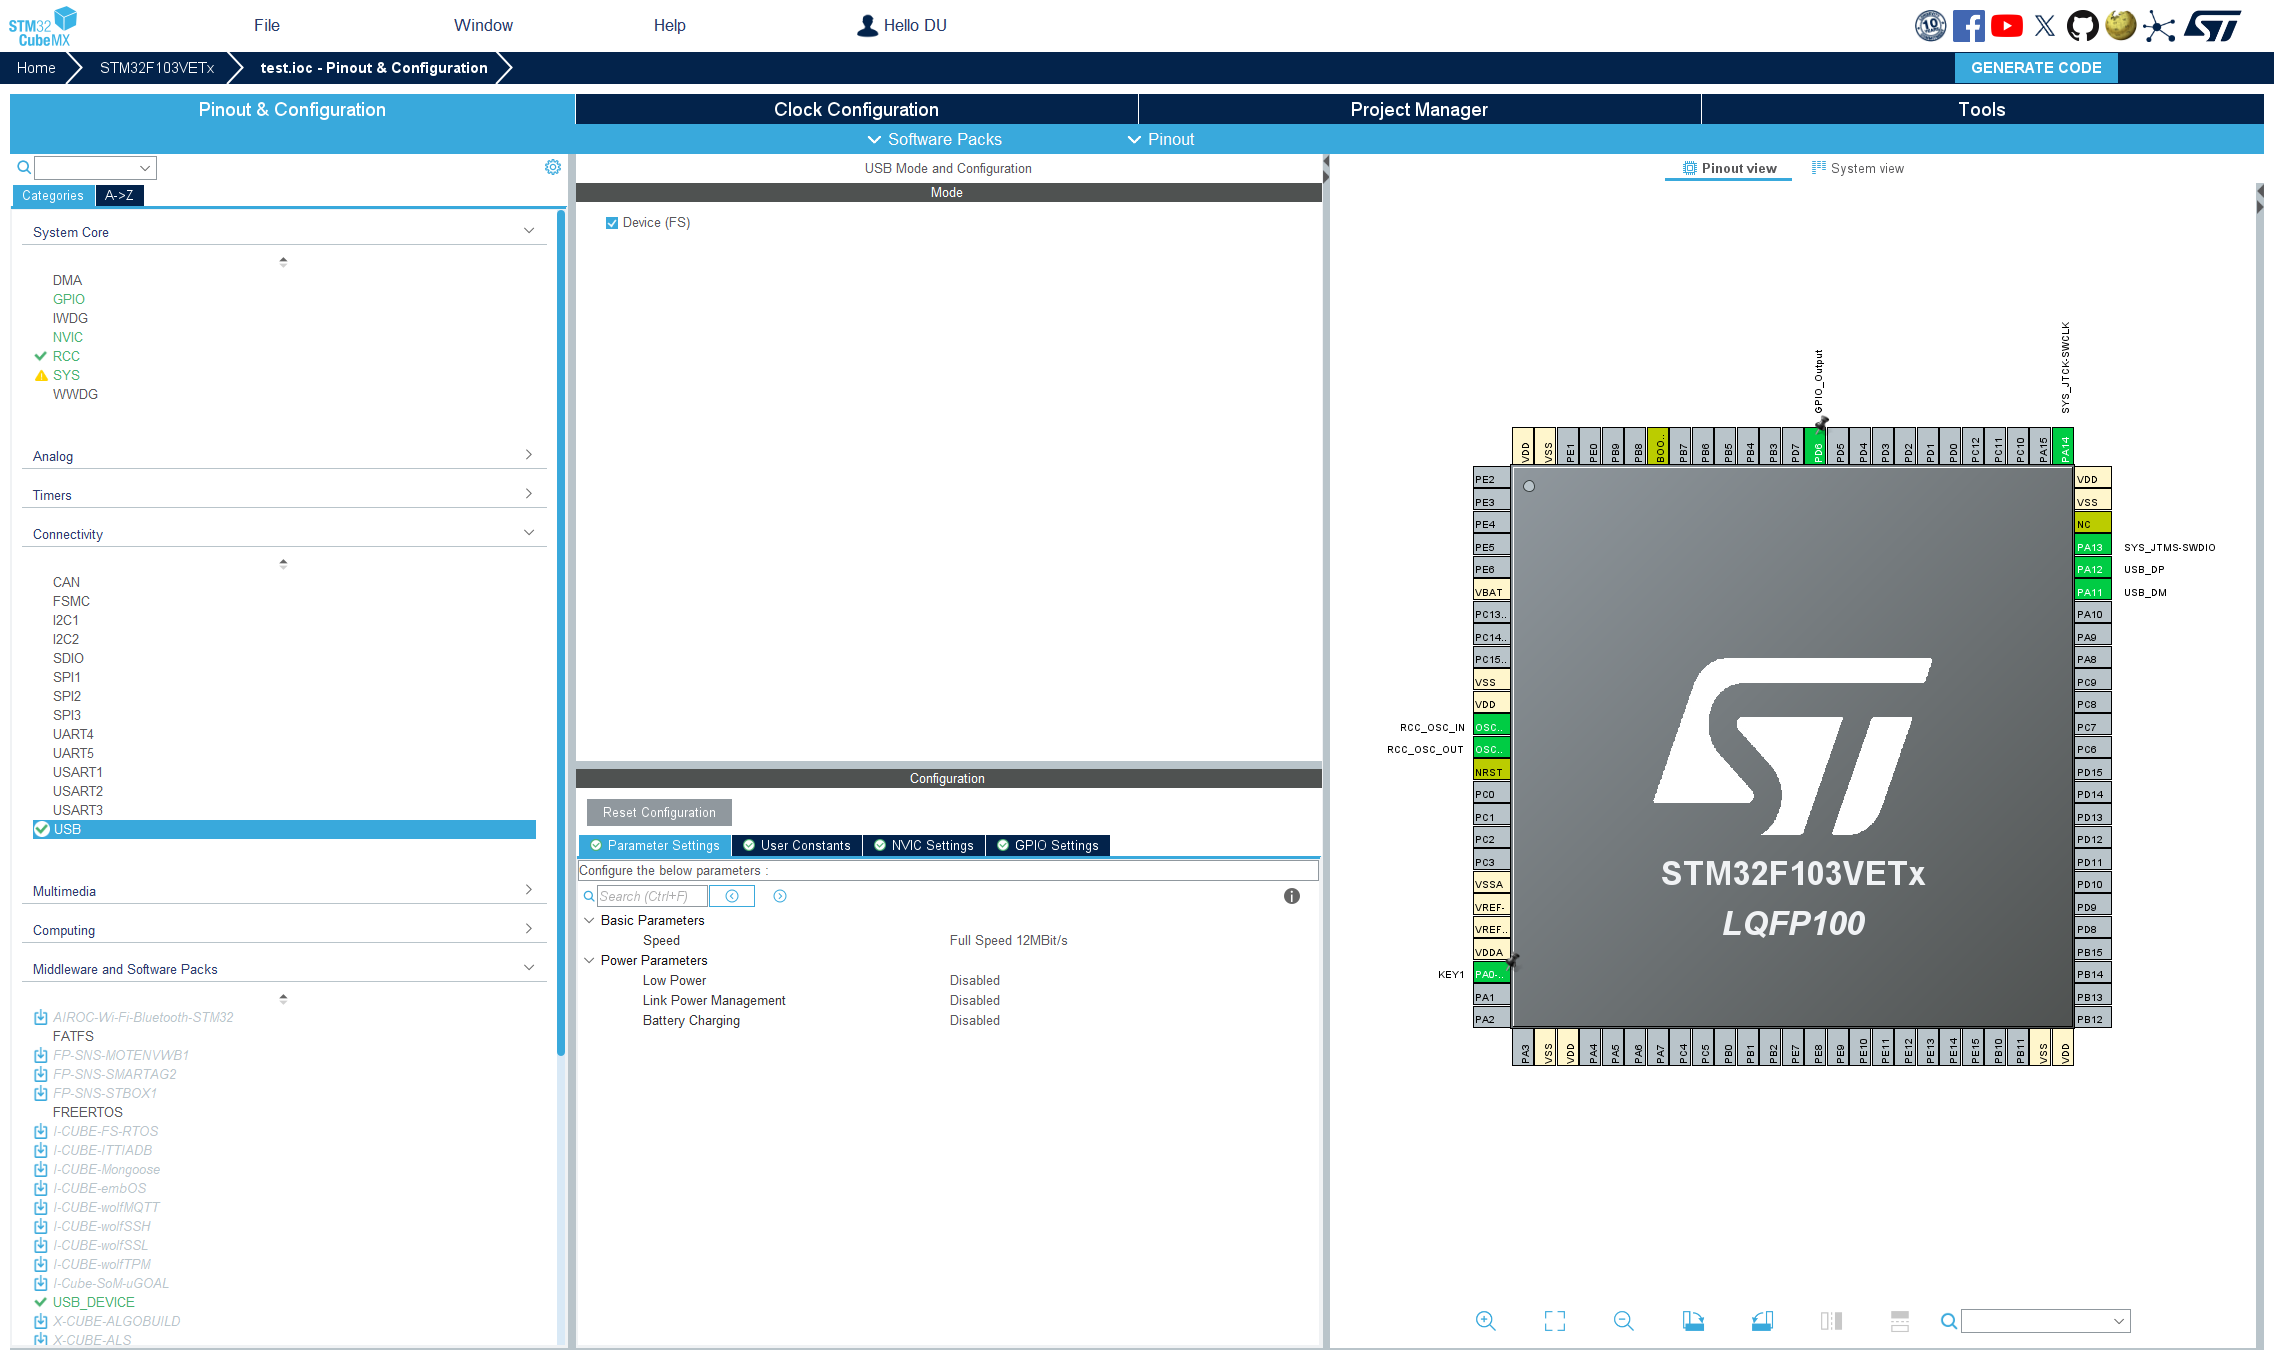 STM32 CubeMX
File
Window
Help
Hello DU
Home
STM32F103VETx
test.ioc - Pinout & Configuration
GENERATE CODE
Pinout & Configuration
Clock Configuration
Project Manager
Tools
Software Packs
Pinout
Categories
A->Z
System Core
DMA
GPIO
IWDG
NVIC
RCC
SYS
WWDG
Analog
Timers
Connectivity
CAN
FSMC
I2C1
I2C2
SDIO
SPI1
SPI2
SPI3
UART4
UART5
USART1
USART2
USART3
USB
Multimedia
Computing
Middleware and Software Packs
AIROC-Wi-Fi-Bluetooth-STM32
FATFS
FP-SNS-MOTENVWB1
FP-SNS-SMARTAG2
FP-SNS-STBOX1
FREERTOS
I-CUBE-FS-RTOS
I-CUBE-ITTIADB
I-CUBE-Mongoose
I-CUBE-embOS
I-CUBE-wolfMQTT
I-CUBE-wolfSSH
I-CUBE-wolfSSL
I-CUBE-wolfTPM
I-Cube-SoM-uGOAL
USB_DEVICE
X-CUBE-ALGOBUILD
X-CUBE-ALS
USB Mode and Configuration
Mode
Device (FS)
Configuration
Reset Configuration
Parameter Settings
User Constants
NVIC Settings
GPIO Settings
Configure the below parameters :
Search (Ctrl+F)
Basic Parameters
Speed Full Speed 12MBit/s
Power Parameters
Low Power Disabled
Link Power Management Disabled
Battery Charging Disabled
Pinout view
System view
GPIO_Output
SYS_JTCK-SWCLK
VDD
VSS
PE1
PE0
PB9
PB8
BOO..
PB7
PB6
PB5
PB4
PB3
PD7
PD6
PD5
PD4
PD3
PD2
PD1
PD0
PC12
PC11
PC10
PA15
PA14
PE2
PE3
PE4
PE5
PE6
VBAT
PC13..
PC14..
PC15..
VSS
VDD
RCC_OSC_IN OSC..
RCC_OSC_OUT OSC..
NRST
PC0
PC1
PC2
PC3
VSSA
VREF-
VREF..
VDDA
KEY1 PA0-..
PA1
PA2
ST
STM32F103VETx
LQFP100
VDD
VSS
NC
PA13 SYS_JTMS-SWDIO
PA12 USB_DP
PA11 USB_DM
PA10
PA9
PA8
PC9
PC8
PC7
PC6
PD15
PD14
PD13
PD12
PD11
PD10
PD9
PD8
PB15
PB14
PB13
PB12
PA3
VSS
VDD
PA4
PA5
PA6
PA7
PC4
PC5
PB0
PB1
PB2
PE7
PE8
PE9
PE10
PE11
PE12
PE13
PE14
PE15
PB10
PB11
VSS
VDD